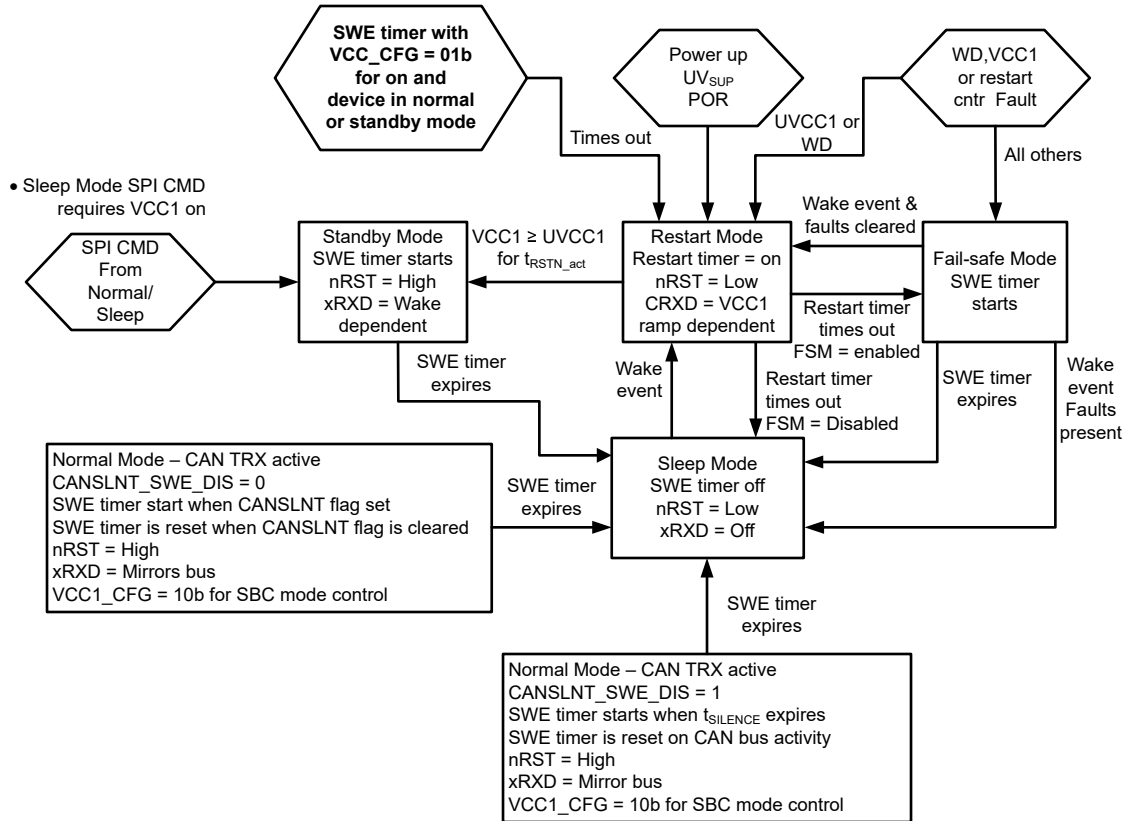 SWE timer with
VCC_CFG = 01b
for on and
device in normal
or standby mode
Power up
UVSUP
POR
WD,VCC1
or restart
cntr Fault
Times out
UVCC1 or
WD
All others
• Sleep Mode SPI CMD
requires VCC1 on
SPI CMD
From
Normal/
Sleep
Standby Mode
SWE timer starts
nRST = High
xRXD = Wake
dependent
VCC1 ≥ UVCC1
for tRSTN_act
Restart Mode
Restart timer = on
nRST = Low
CRXD = VCC1
ramp dependent
Wake event &
faults cleared
Restart timer
times out
FSM = enabled
Fail-safe Mode
SWE timer
starts
SWE timer
expires
Wake
event
Restart timer
times out
FSM = Disabled
SWE timer
expires
Wake
event
Faults
present
Normal Mode – CAN TRX active
CANSLNT_SWE_DIS = 0
SWE timer start when CANSLNT flag set
SWE timer is reset when CANSLNT flag is cleared
nRST = High
xRXD = Mirrors bus
VCC1_CFG = 10b for SBC mode control
SWE timer
expires
Sleep Mode
SWE timer off
nRST = Low
xRXD = Off
SWE timer
expires
Normal Mode – CAN TRX active
CANSLNT_SWE_DIS = 1
SWE timer starts when tSILENCE expires
SWE timer is reset on CAN bus activity
nRST = High
xRXD = Mirror bus
VCC1_CFG = 10b for SBC mode control